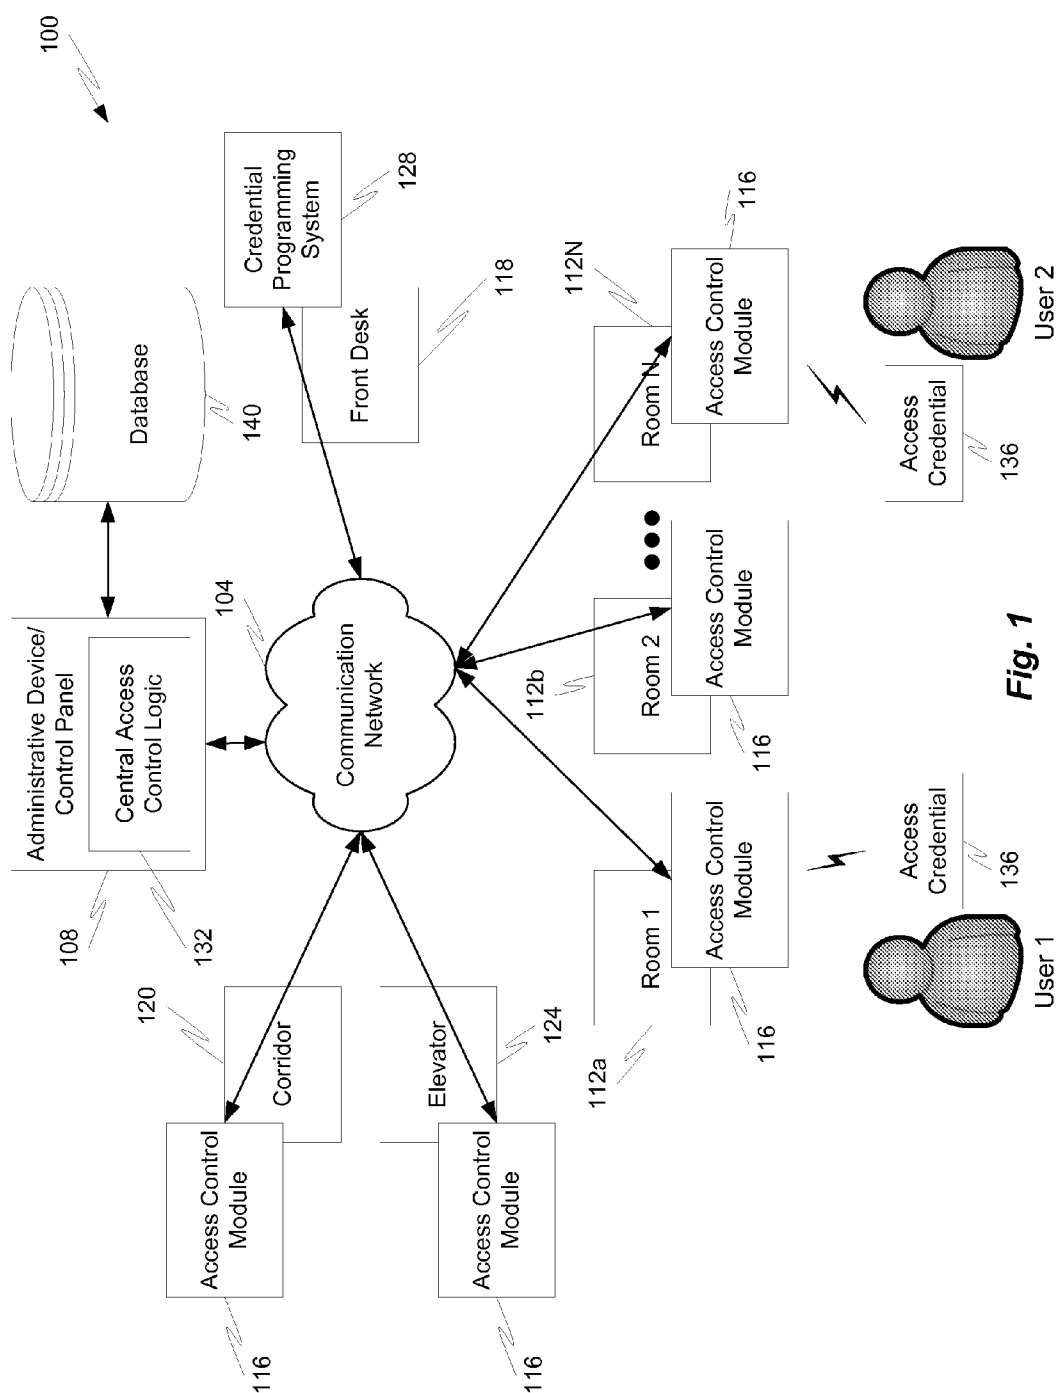 100
Administrative Device/
Control Panel
Central Access
Control Logic
108
132
Database
140
Credential
Programming
System
128
Front Desk
118
104
Communication
Network
120
Corridor
Access Control
Module
116
124
Elevator
Access Control
Module
116
112a
Room 1
Access Control
Module
116
112b
Room 2
Access Control
Module
116
112N
Room N
Access Control
Module
116
Access
Credential
136
User 1
Access
Credential
136
User 2
Fig. 1